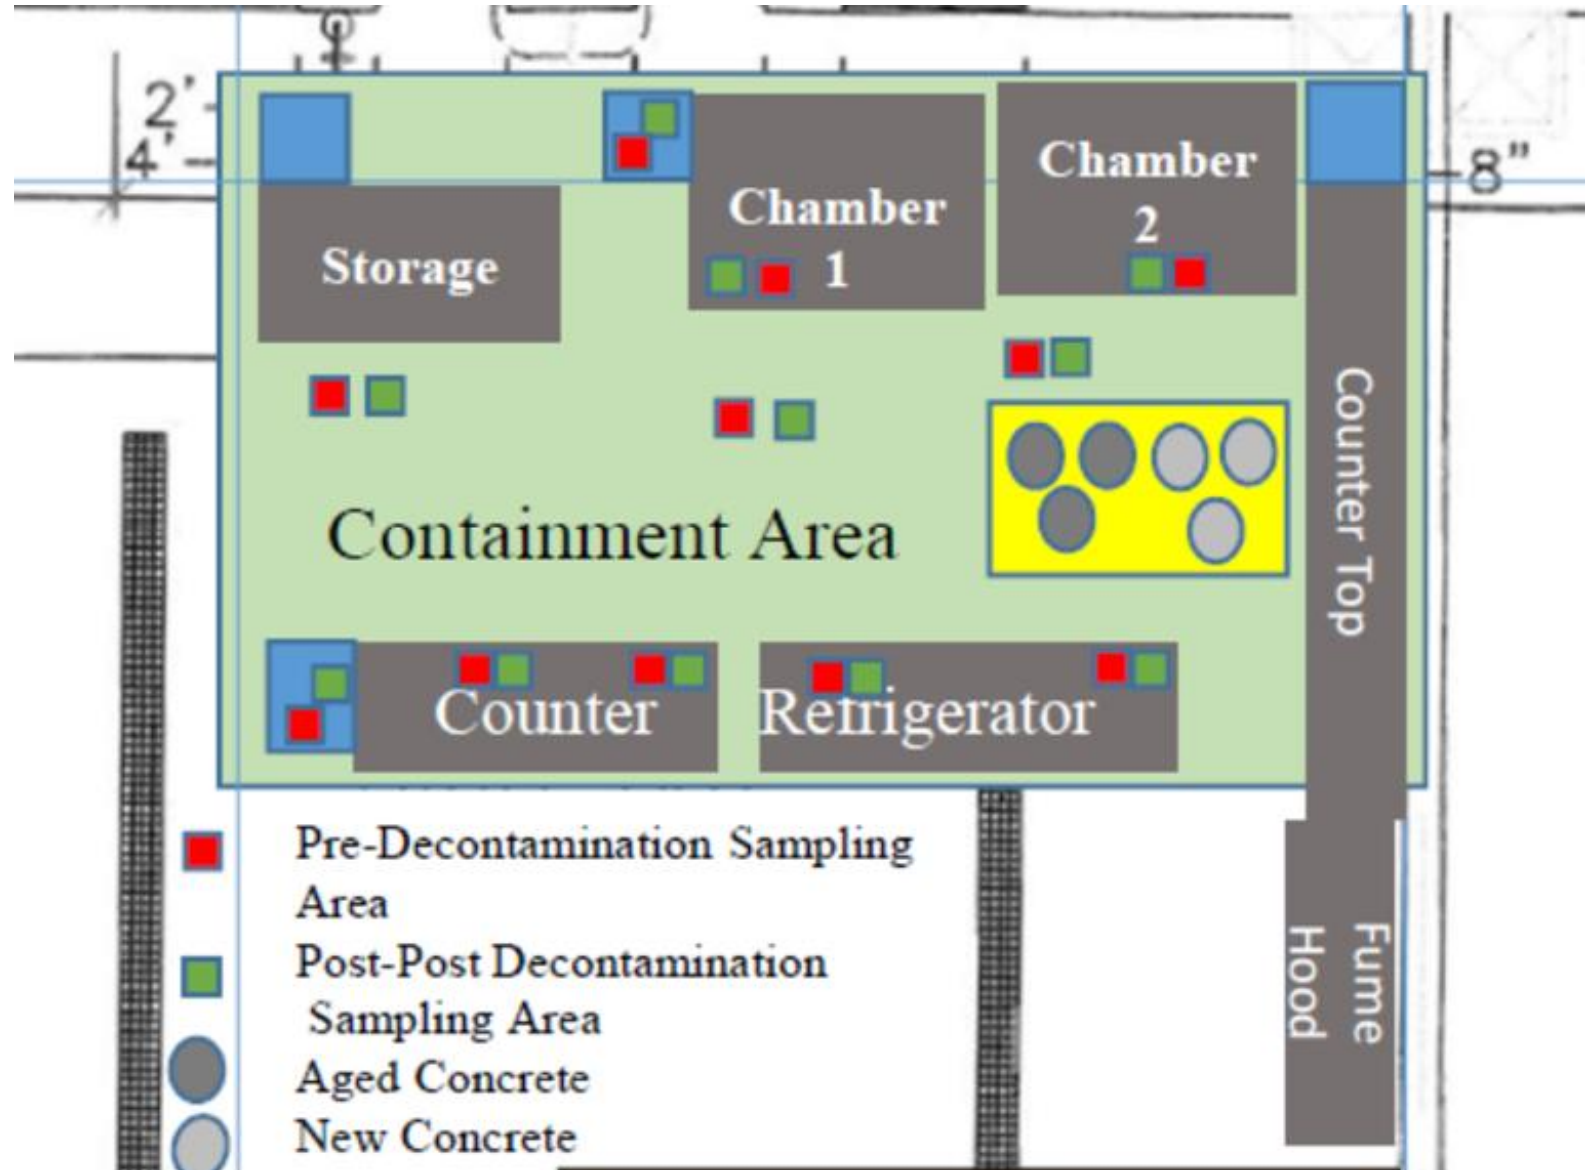 2'
4'
8"
Chamber
1
Chamber
2
Storage
Counter Top
Containment Area
Counter
Refrigerator
Fume
Hood
Pre-Decontamination Sampling
Area
Post-Post Decontamination
Sampling Area
Aged Concrete
New Concrete